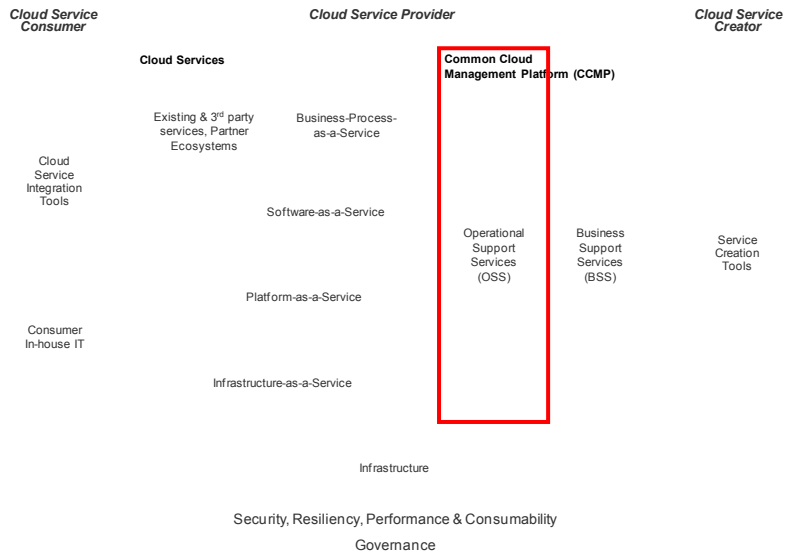 Cloud Service
Consumer
Cloud Service Provider
Cloud Service
Creator
Cloud Services
Common Cloud
Management Platform (CCMP)
Existing & 3rd party
services, Partner
Ecosystems
Business-Process-
as-a-Service
Cloud
Service
Integration
Tools
Software-as-a-Service
Operational
Support
Services
(OSS)
Business
Support
Services
(BSS)
Service
Creation
Tools
Platform-as-a-Service
Consumer
In-house IT
Infrastructure-as-a-Service
Infrastructure
Security, Resiliency, Performance & Consumability
Governance